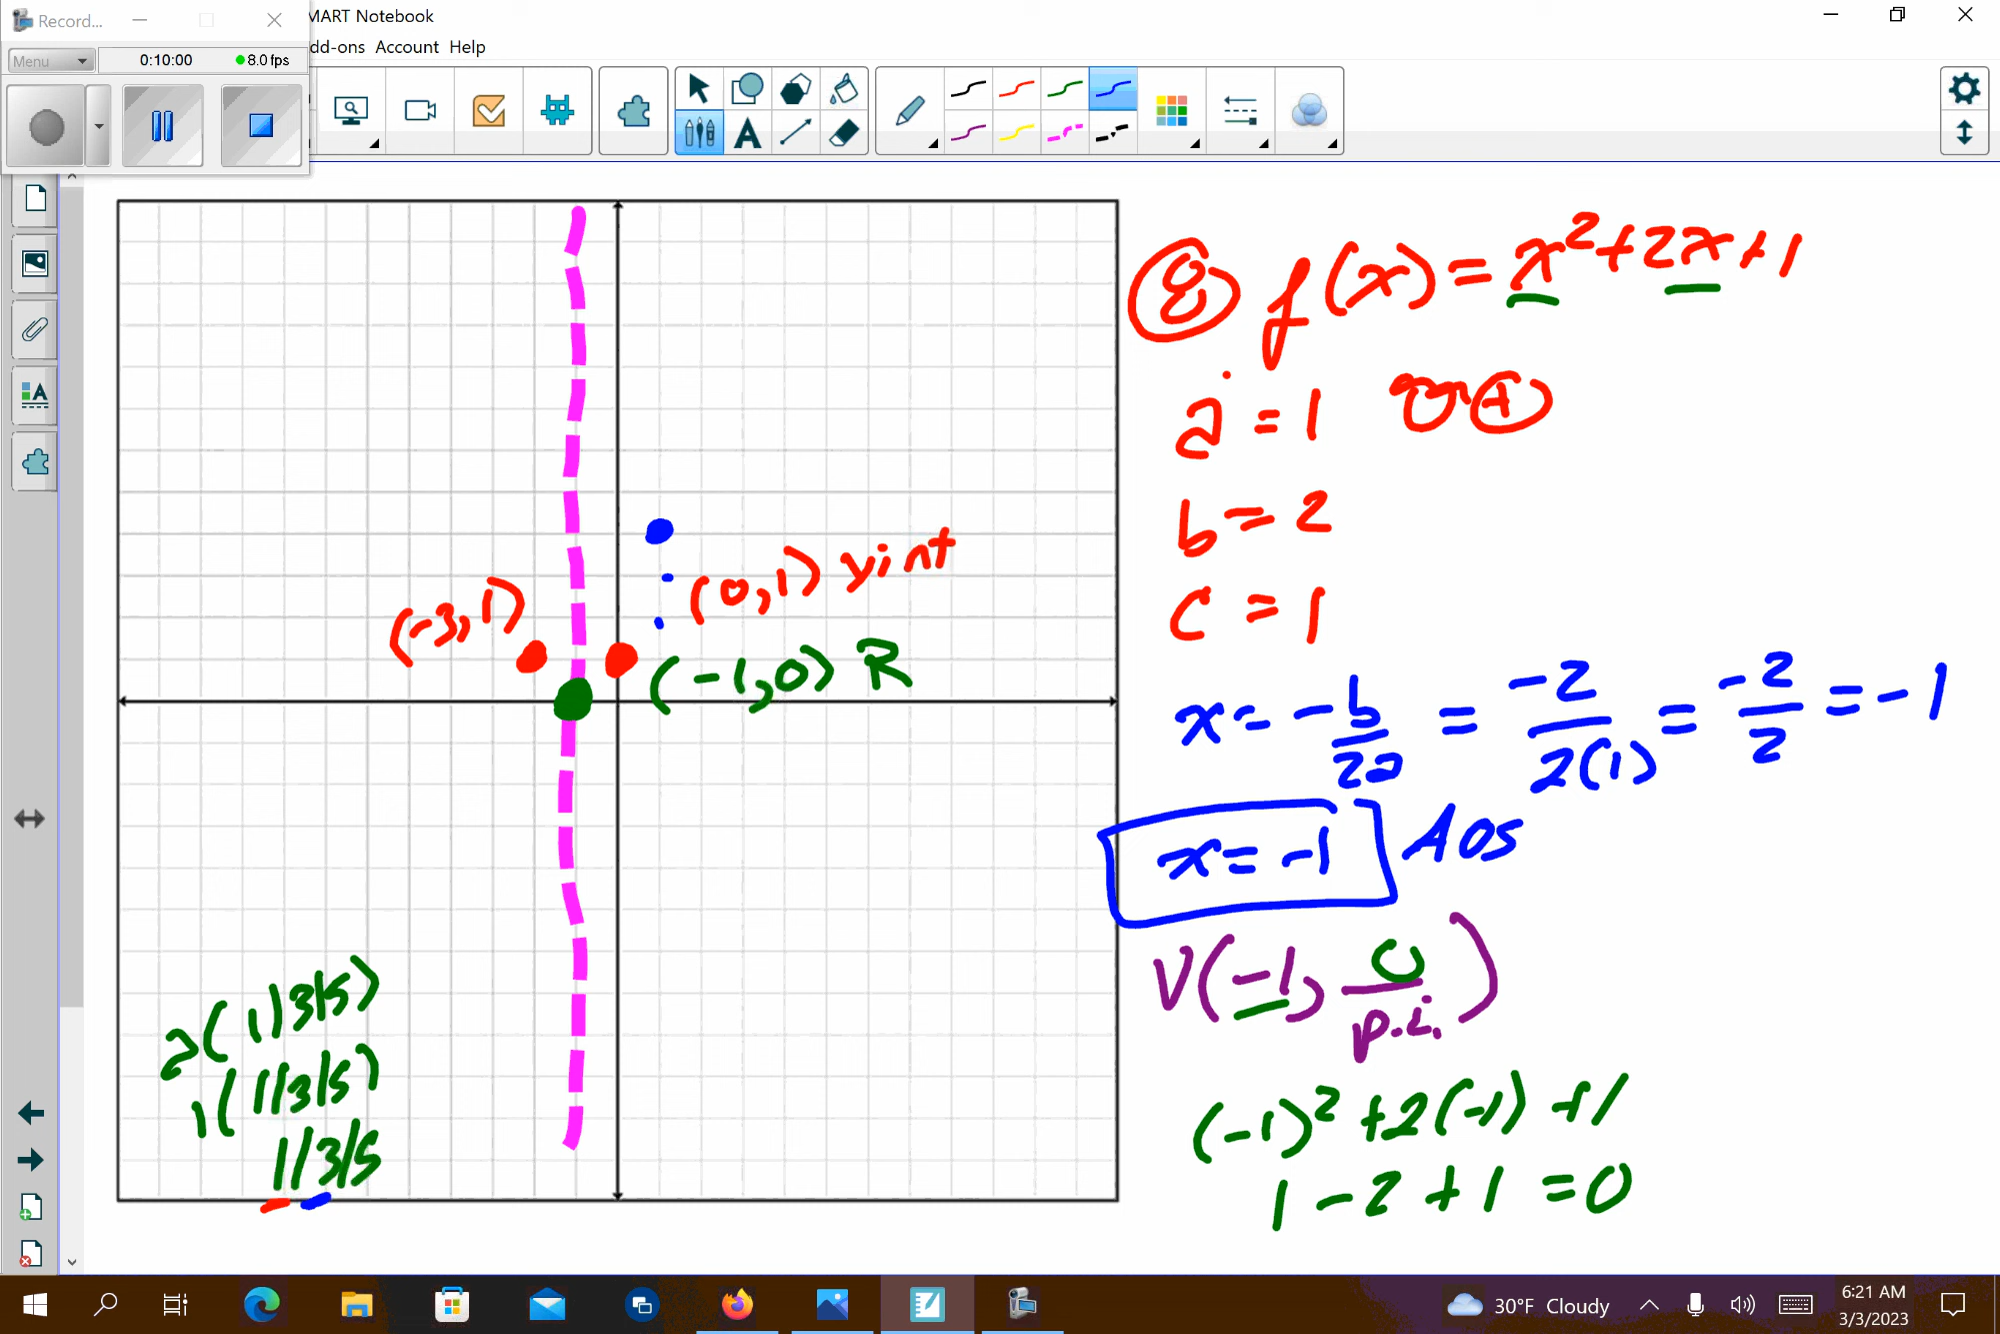 Record...
MART Notebook
dd-ons Account Help
Menu
0:10:00
8.0 fps
A
A
8 f(x) = x²+2x+1
a = 1 +
b = 2
c = 1
(-3,1)
(0,1) yint
(-1,0) R
x = -b/2a = -2/2(1) = -2/2 = -1
x = -1 AOS
V(-1, 0 p.i.)
(-1)² +2(-1) +1
1 - 2 + 1 = 0
a( 1/3/5)
1( 1/3/5)
1/3/5
30°F Cloudy
6:21 AM
3/3/2023